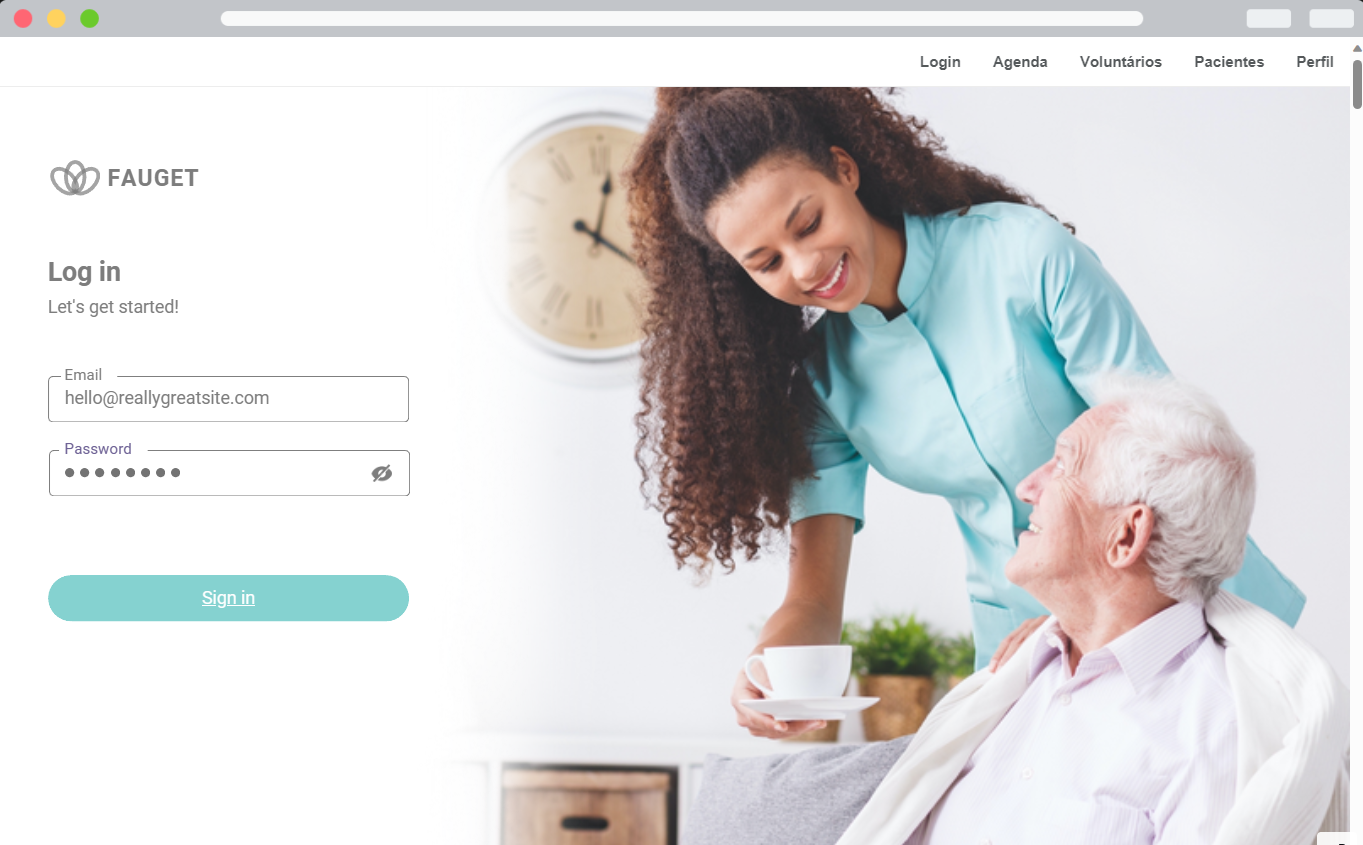 Login Agenda Voluntários Pacientes Perfil
FAUGET
Log in
Let's get started!
Email
hello@reallygreatsite.com
Password
Sign in